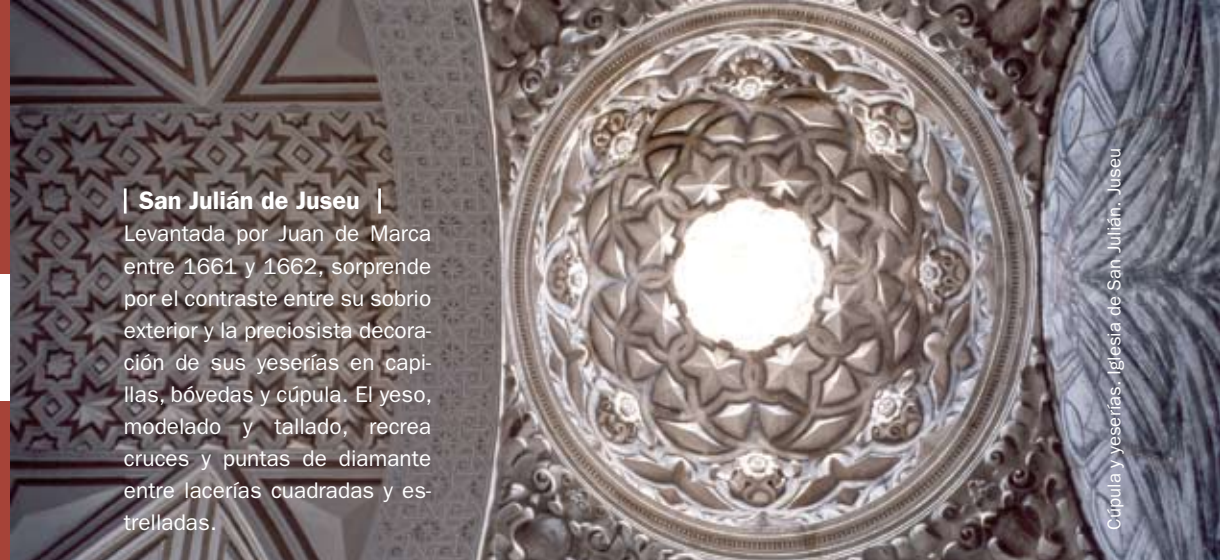 | San Julián de Juseu |
Levantada por Juan de Marca
entre 1661 y 1662, sorprende
por el contraste entre su sobrio
exterior y la preciosista decora-
ción de sus yeserías en capi-
llas, bóvedas y cúpula. El yeso,
modelado y tallado, recrea
cruces y puntas de diamante
entre lacerías cuadradas y es-
trelladas.
Cúpula y yeserías. Iglesia de San Julián. Juseu